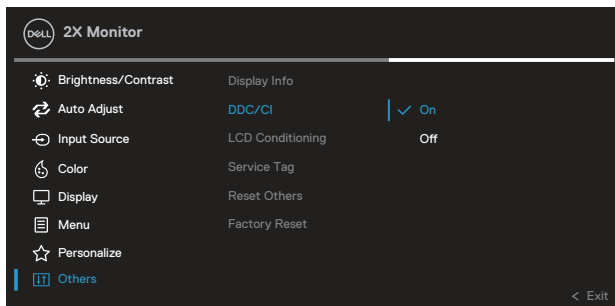 DELL 2X Monitor
Brightness/Contrast Display Info
Auto Adjust DDC/CI On
Input Source LCD Conditioning Off
Color Service Tag
Display Reset Others
Menu Factory Reset
Personalize
Others
< Exit